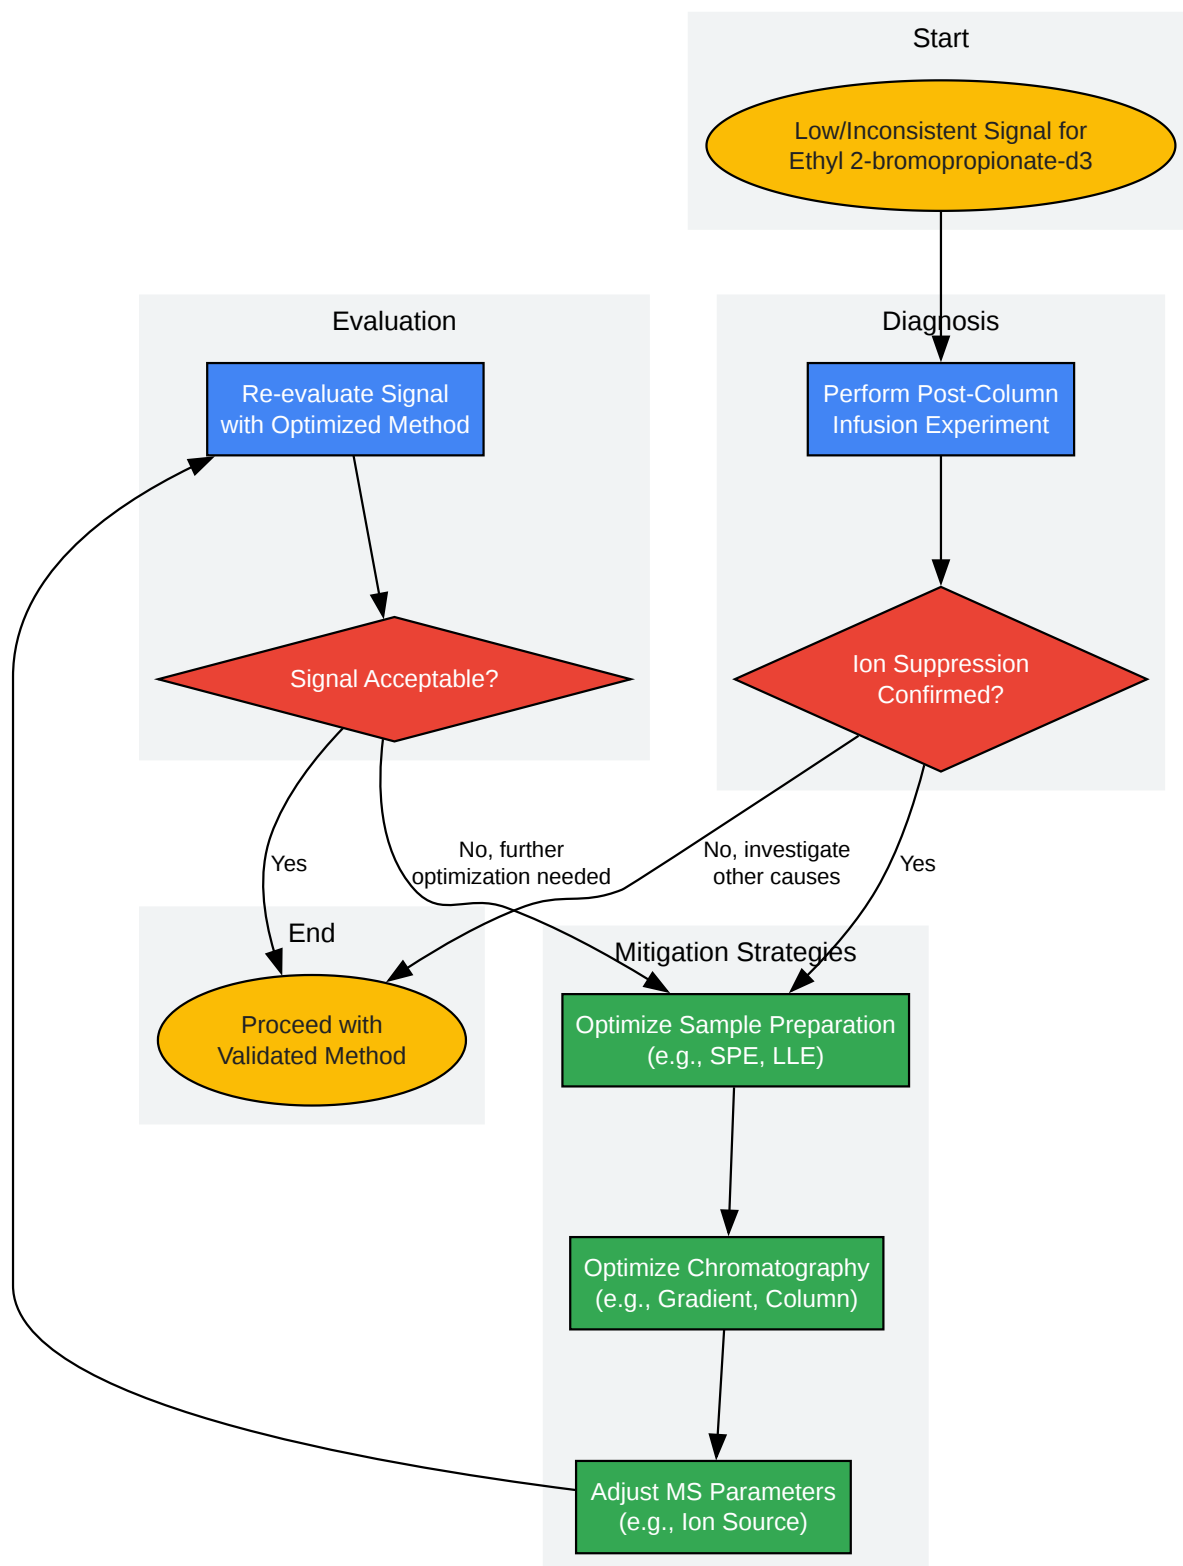 Start
Low/Inconsistent Signal for
Ethyl 2-bromopropionate-d3
Evaluation
Diagnosis
Re-evaluate Signal
with Optimized Method
Perform Post-Column
Infusion Experiment
Signal Acceptable?
Ion Suppression
Confirmed?
Yes
No, further
optimization needed
No, investigate
other causes
Yes
End
Mitigation Strategies
Proceed with
Validated Method
Optimize Sample Preparation
(e.g., SPE, LLE)
Optimize Chromatography
(e.g., Gradient, Column)
Adjust MS Parameters
(e.g., Ion Source)